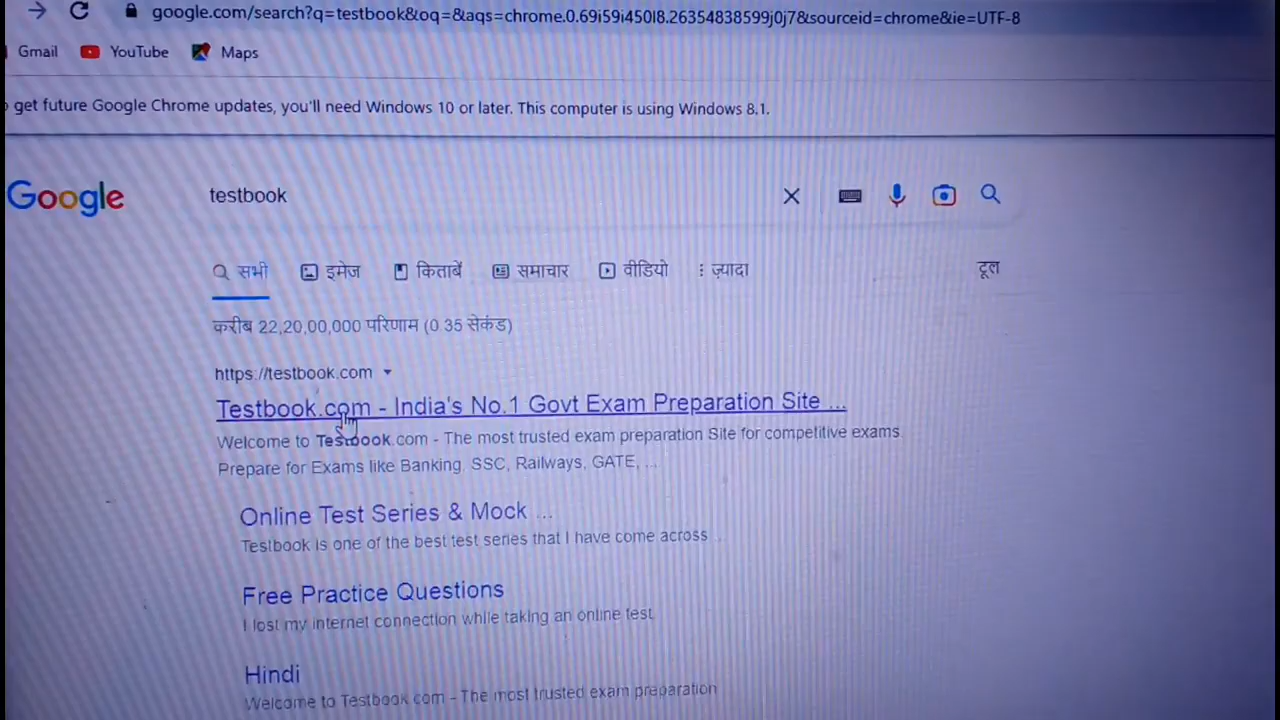 google.com/search?q=testbook&oq=&aqs=chrome.0.69i59i450l8.26354838599j0j7&sourceid=chrome&ie=UTF-8
Gmail YouTube Maps
get future Google Chrome updates, you'll need Windows 10 or later. This computer is using Windows 8.1.
Google testbook
सभी इमेज किताबें समाचार वीडियो ज़्यादा टूल
करीब 22,20,00,000 परिणाम (0.35 सेकंड)
https://testbook.com
Testbook.com - India's No.1 Govt Exam Preparation Site ...
Welcome to Testbook.com - The most trusted exam preparation Site for competitive exams.
Prepare for Exams like Banking, SSC, Railways, GATE, ...
Online Test Series & Mock ...
Testbook is one of the best test series that I have come across ...
Free Practice Questions
I lost my internet connection while taking an online test.
Hindi
Welcome to Testbook.com - The most trusted exam preparation